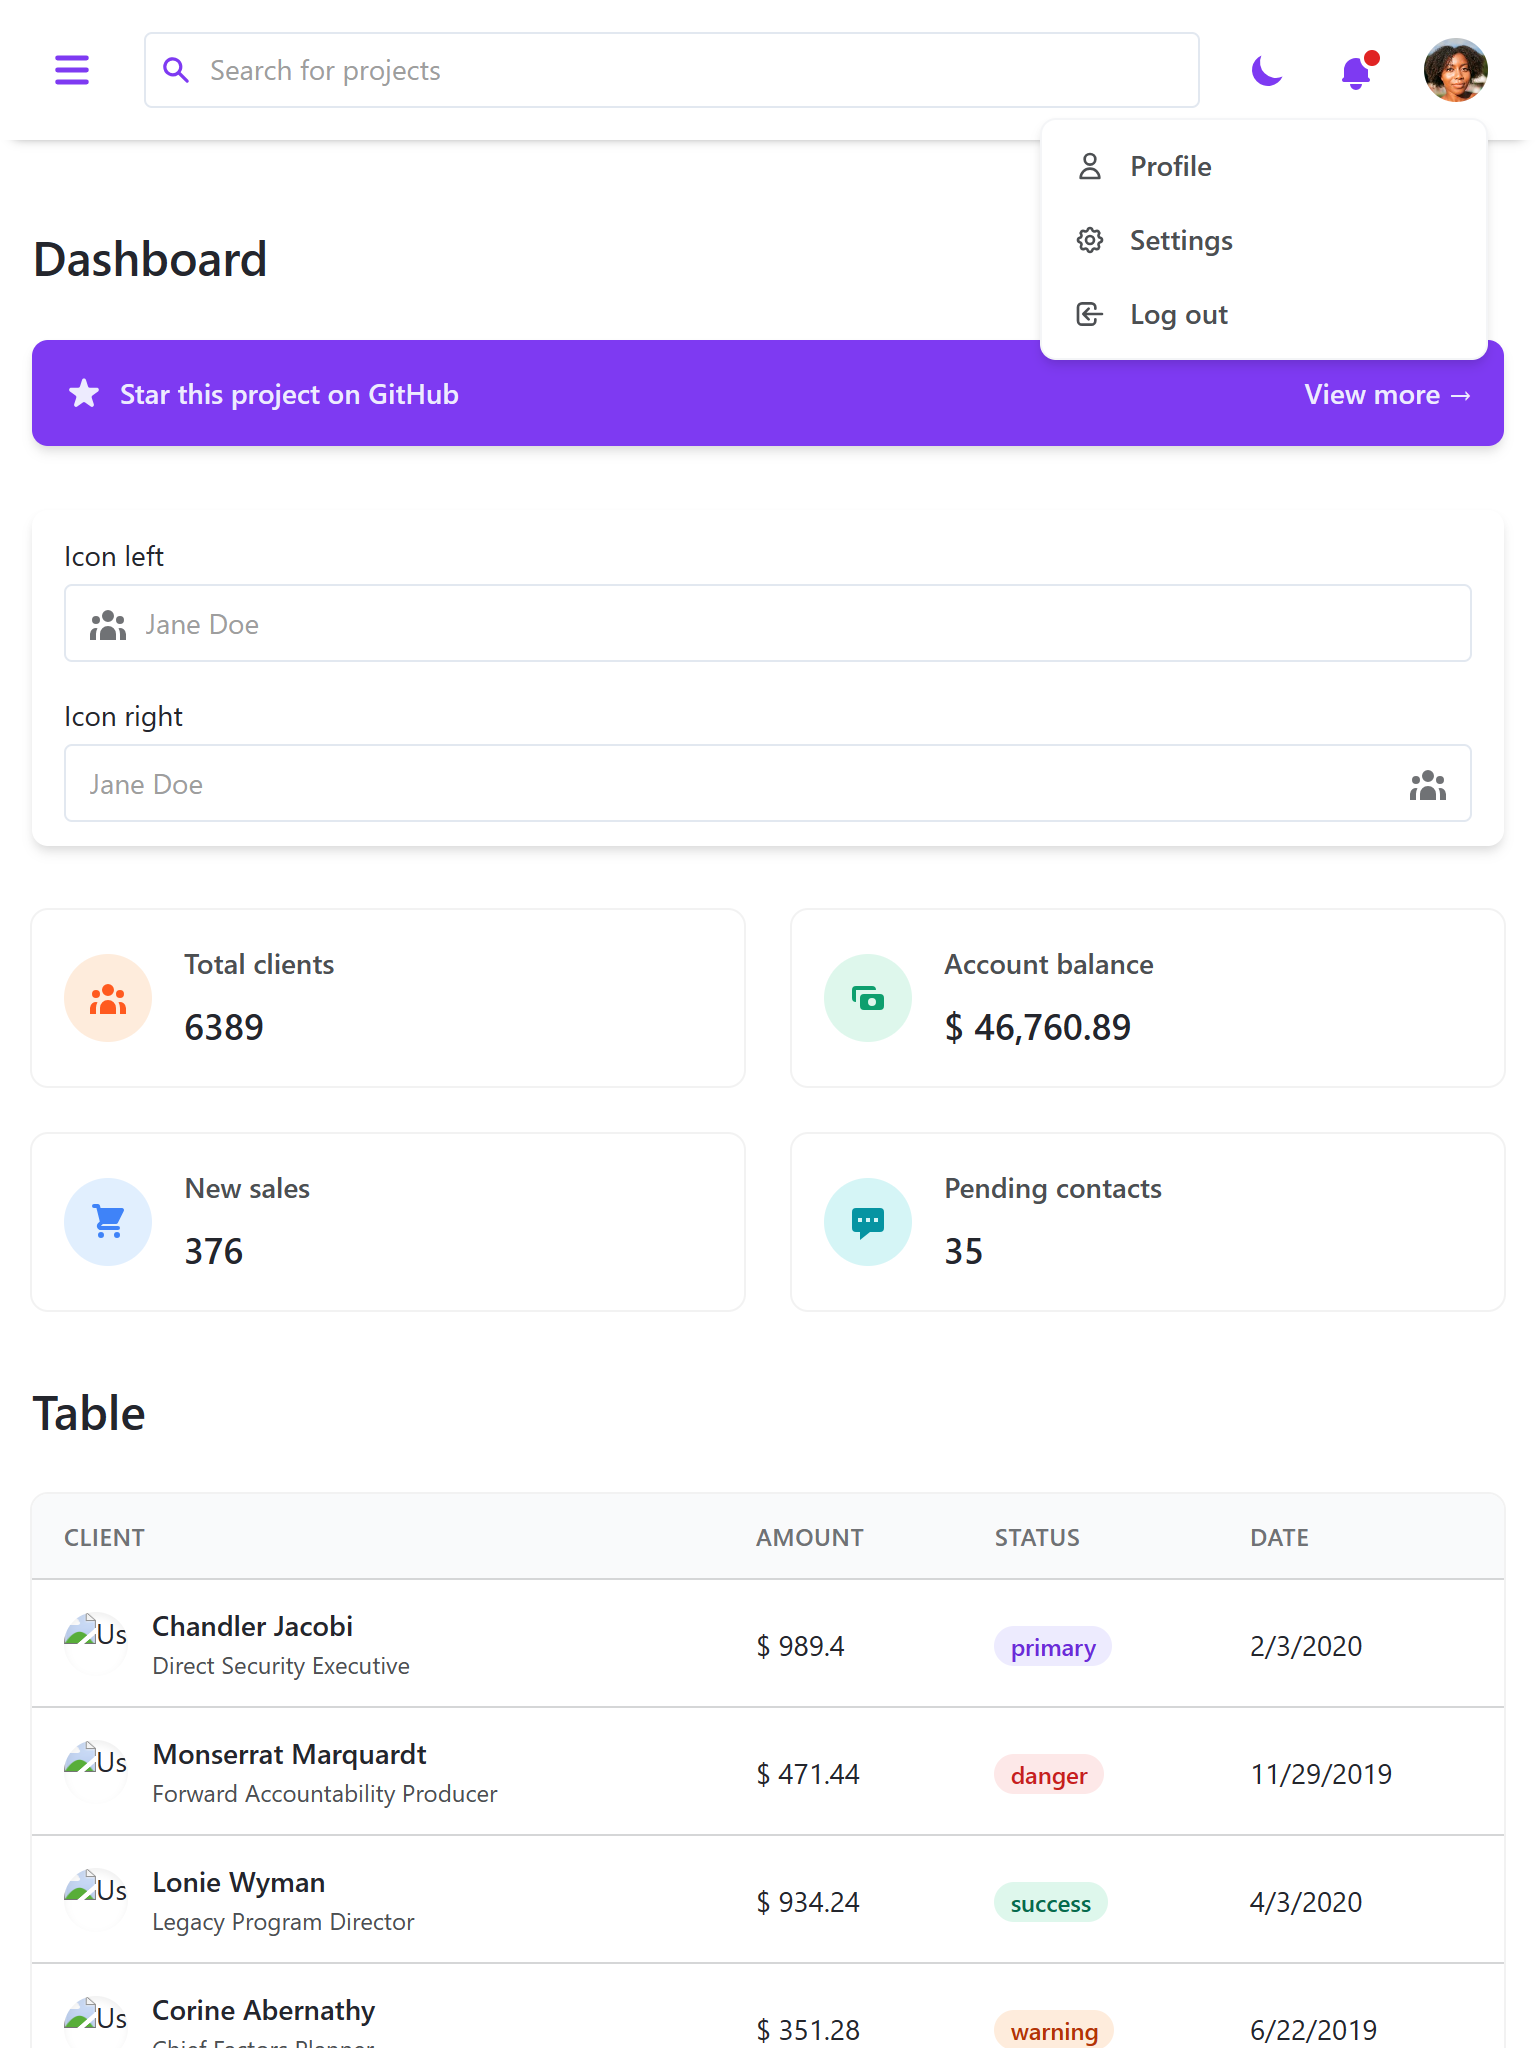 Search for projects
Profile
Settings
Log out
Dashboard
Star this project on GitHub
View more →
Icon left
Jane Doe
Icon right
Jane Doe
Total clients
6389
Account balance
$ 46,760.89
New sales
376
Pending contacts
35
Table
CLIENT AMOUNT STATUS DATE
Us Chandler Jacobi
Direct Security Executive
$ 989.4 primary 2/3/2020
Us Monserrat Marquardt
Forward Accountability Producer
$ 471.44 danger 11/29/2019
Us Lonie Wyman
Legacy Program Director
$ 934.24 success 4/3/2020
Us Corine Abernathy
Chief Factors Planner
$ 351.28 warning 6/22/2019